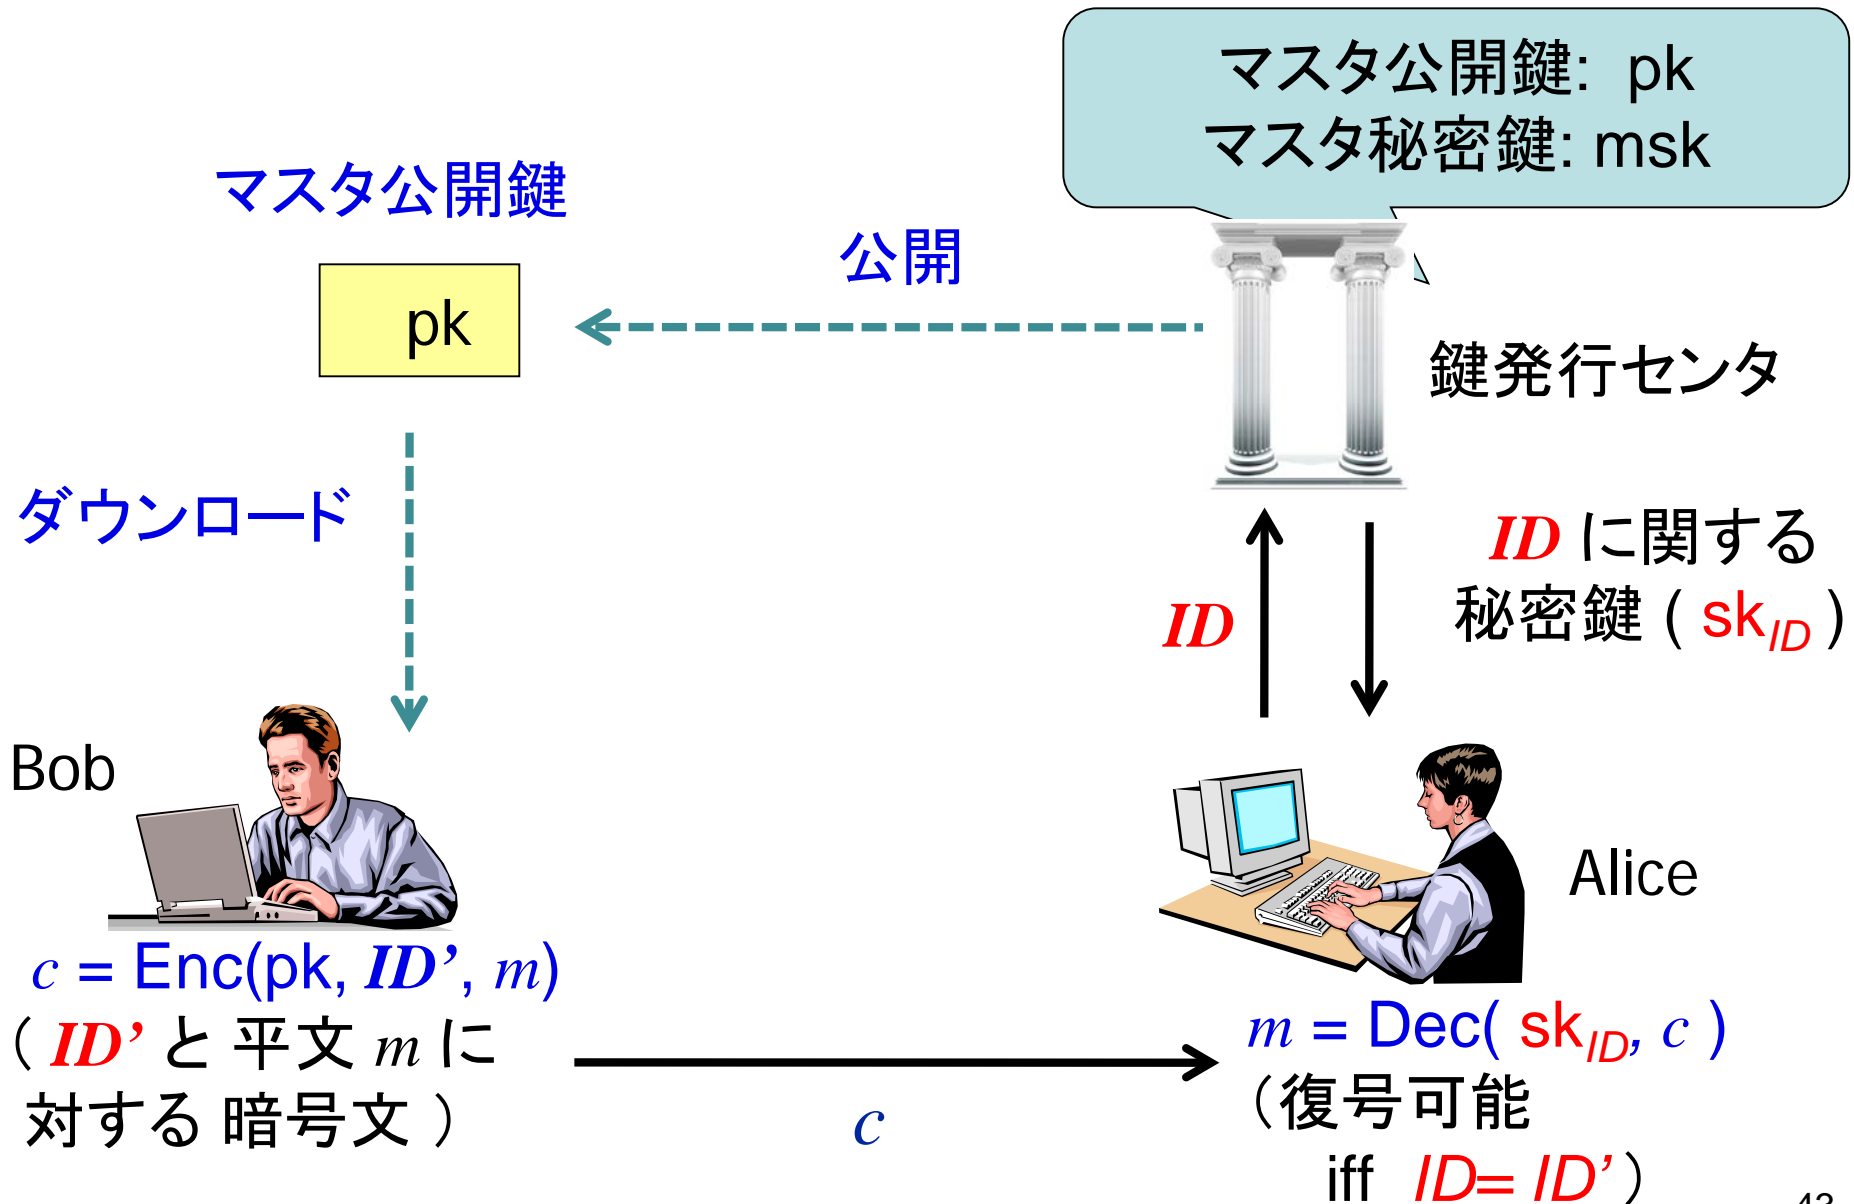 マスタ公開鍵: pk
マスタ秘密鍵: msk
マスタ公開鍵
公開
pk
鍵発行センタ
ダウンロード
ID に関する
秘密鍵 ( skID )
ID
Bob
Alice
c = Enc(pk, ID’, m)
( ID’ と 平文 m に
対する 暗号文 )
c
m = Dec( skID, c )
(復号可能
iff ID= ID’ )